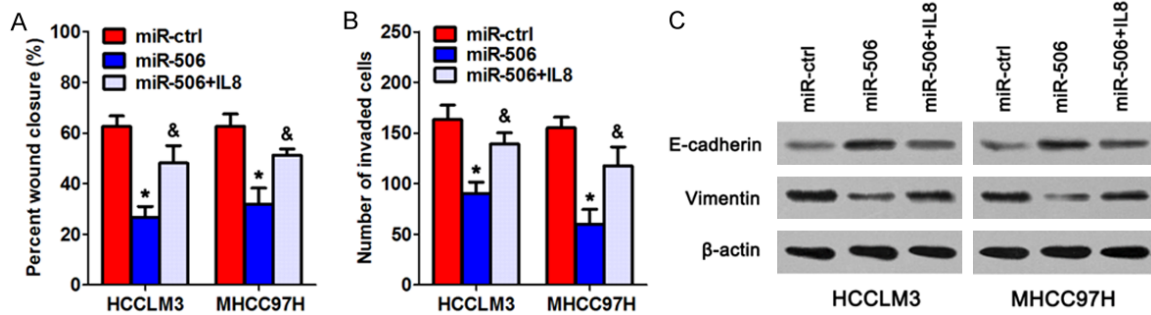 A
Percent wound closure (%)
100
80
60
40
20
0
miR-ctrl
miR-506
miR-506+IL8
&
&
*
*
HCCLM3
MHCC97H
B
Number of invaded cells
250
200
150
100
50
0
miR-ctrl
miR-506
miR-506+IL8
&
&
*
*
HCCLM3
MHCC97H
C
miR-ctrl
miR-506
miR-506+IL8
miR-ctrl
miR-506
miR-506+IL8
E-cadherin
Vimentin
β-actin
HCCLM3
MHCC97H